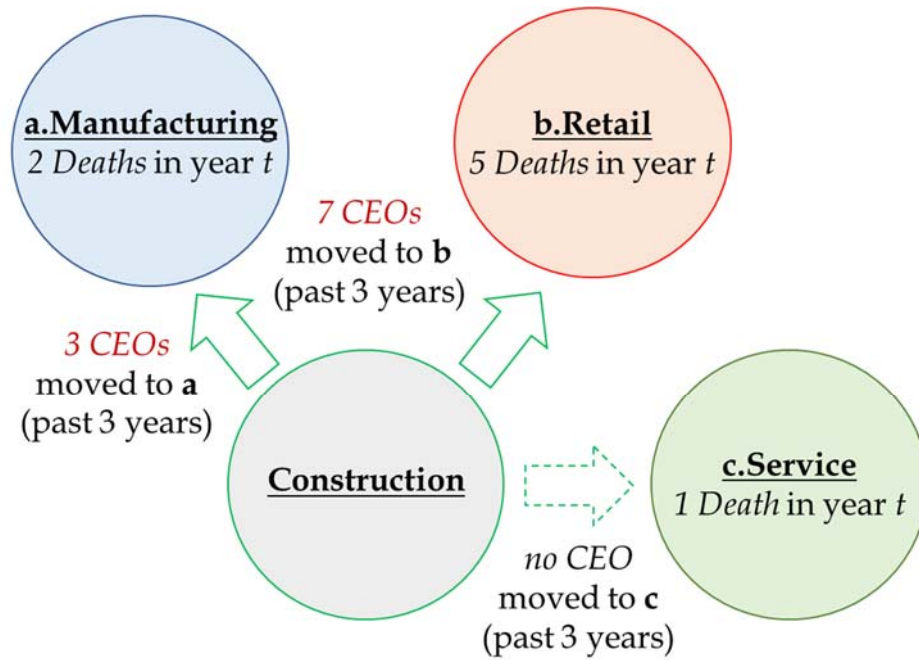 a.Manufacturing
2 Deaths in year t
b.Retail
5 Deaths in year t
7 CEOs
moved to b
(past 3 years)
3 CEOs
moved to a
(past 3 years)
Construction
c.Service
1 Death in year t
no CEO
moved to c
(past 3 years)